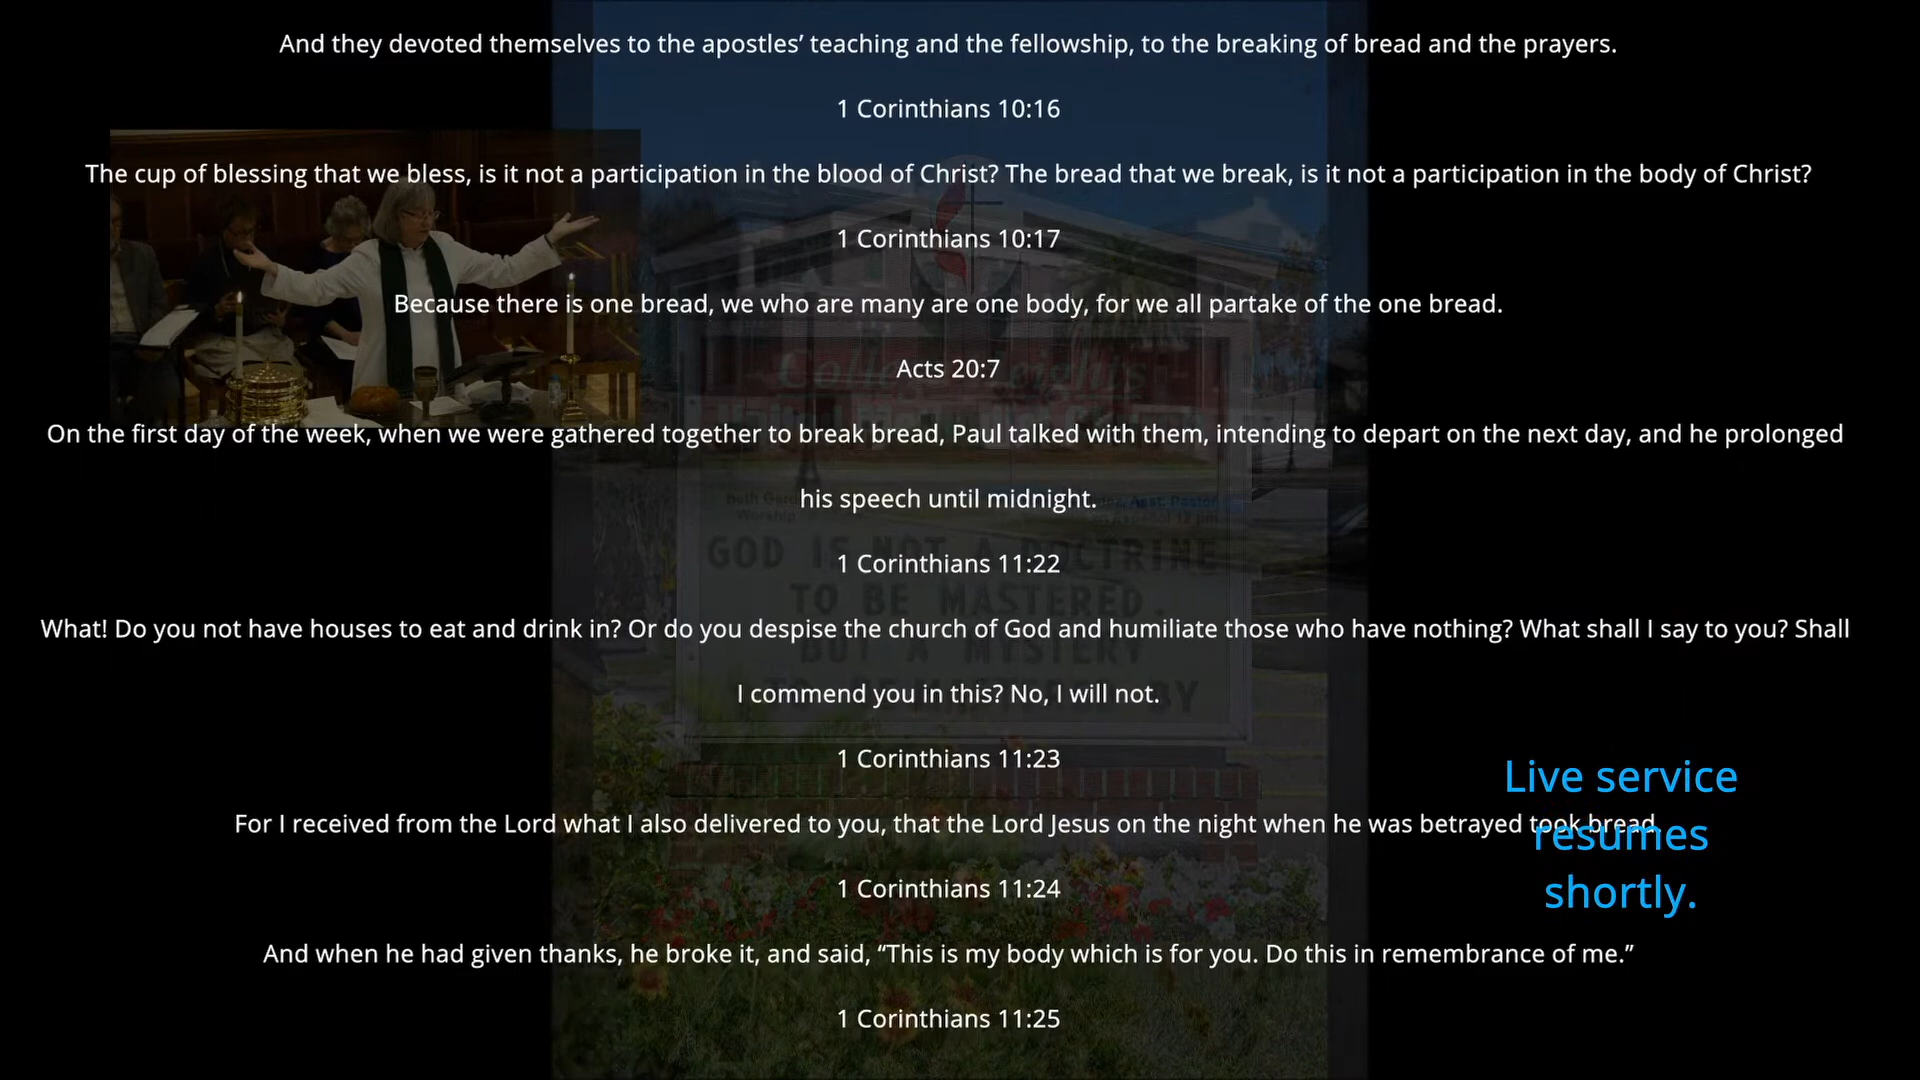 And they devoted themselves to the apostles’ teaching and the fellowship, to the breaking of bread and the prayers.
1 Corinthians 10:16
The cup of blessing that we bless, is it not a participation in the blood of Christ? The bread that we break, is it not a participation in the body of Christ?
1 Corinthians 10:17
Because there is one bread, we who are many are one body, for we all partake of the one bread.
Acts 20:7
On the first day of the week, when we were gathered together to break bread, Paul talked with them, intending to depart on the next day, and he prolonged
his speech until midnight.
1 Corinthians 11:22
What! Do you not have houses to eat and drink in? Or do you despise the church of God and humiliate those who have nothing? What shall I say to you? Shall
I commend you in this? No, I will not.
1 Corinthians 11:23
For I received from the Lord what I also delivered to you, that the Lord Jesus on the night when he was betrayed took bread,
1 Corinthians 11:24
And when he had given thanks, he broke it, and said, “This is my body which is for you. Do this in remembrance of me.”
1 Corinthians 11:25
Live service
resumes
shortly.
GOD IS NOT A DOCTRINE
TO BE MASTERED.
BUT A MYSTERY
BY